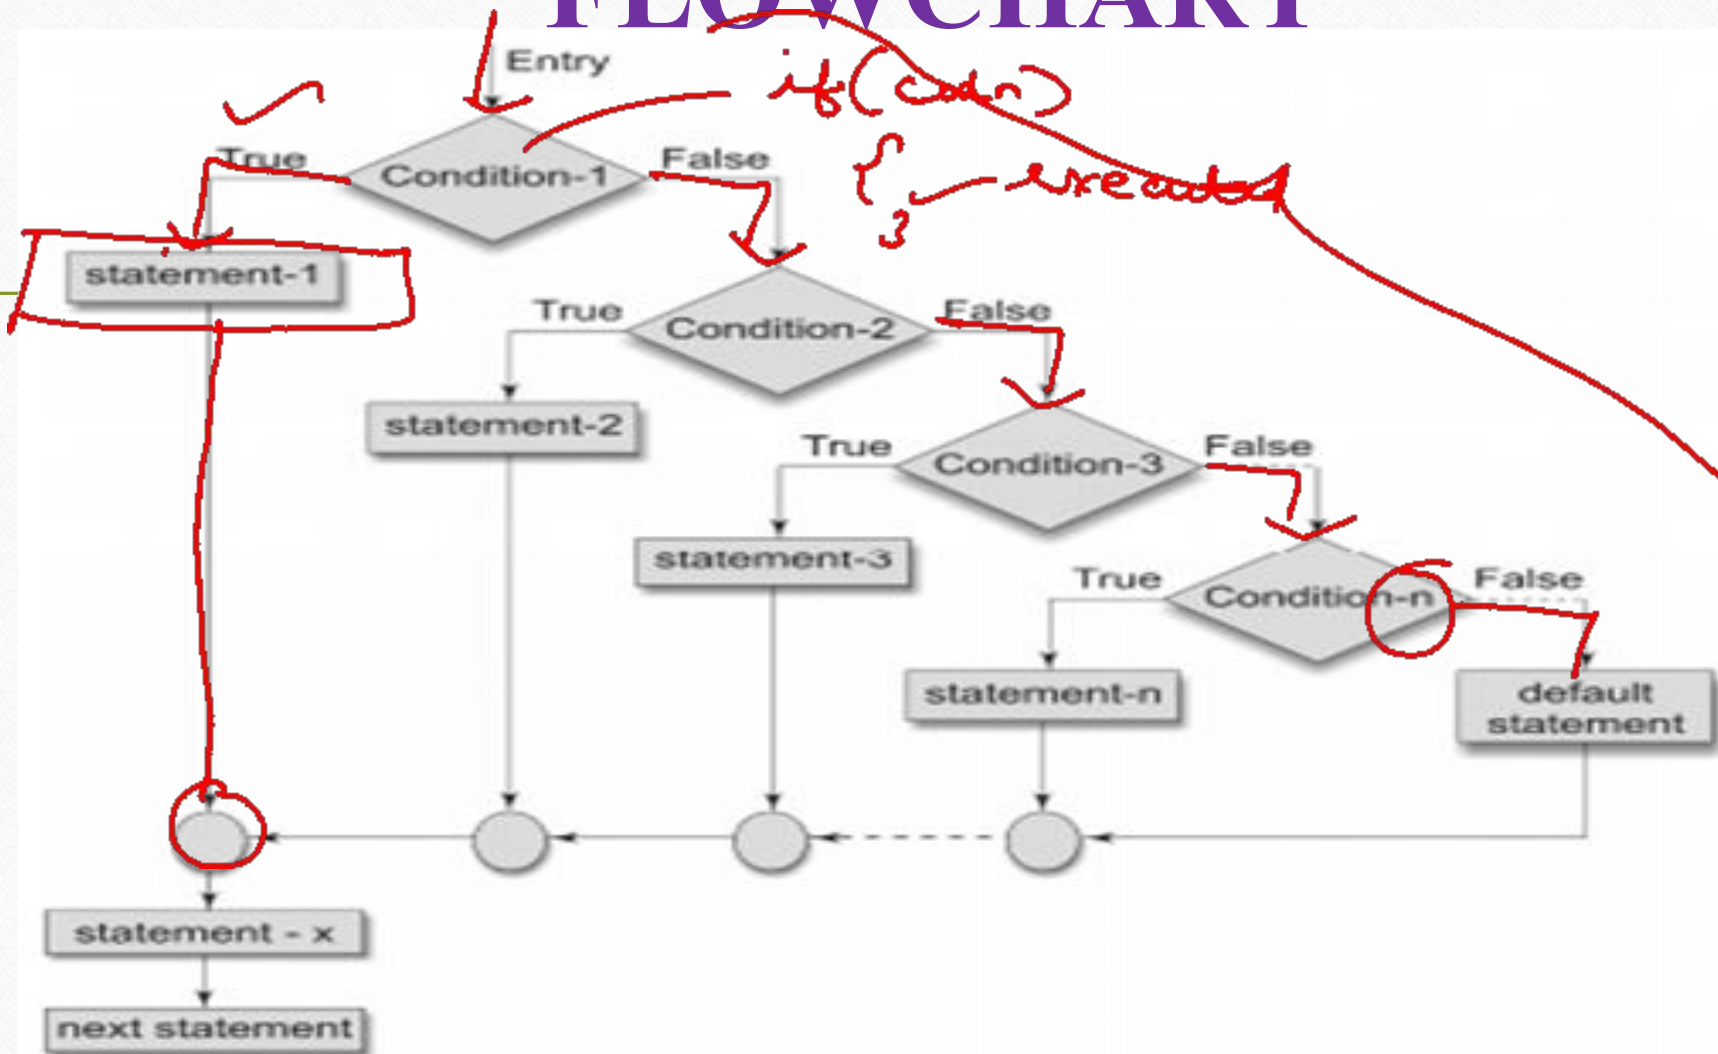 FLOWCHART
Entry
if(codn)
{
executed
}
True
Condition-1
False
statement-1
True
Condition-2
False
statement-2
True
Condition-3
False
statement-3
True
Condition-n
False
statement-n
default
statement
statement - x
next statement